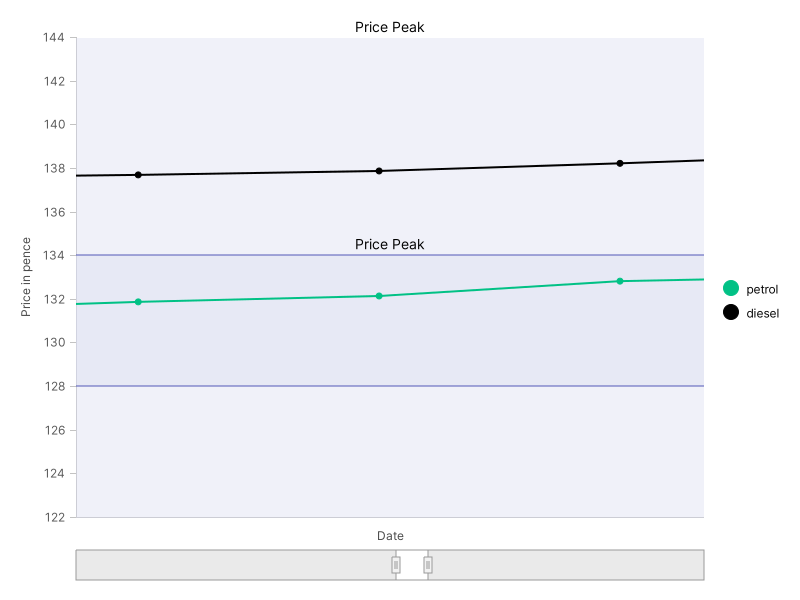 Price Peak
144
142
140
138
136
Price Peak
134
132
130
128
126
124
122
Price in pence
Date
petrol
diesel